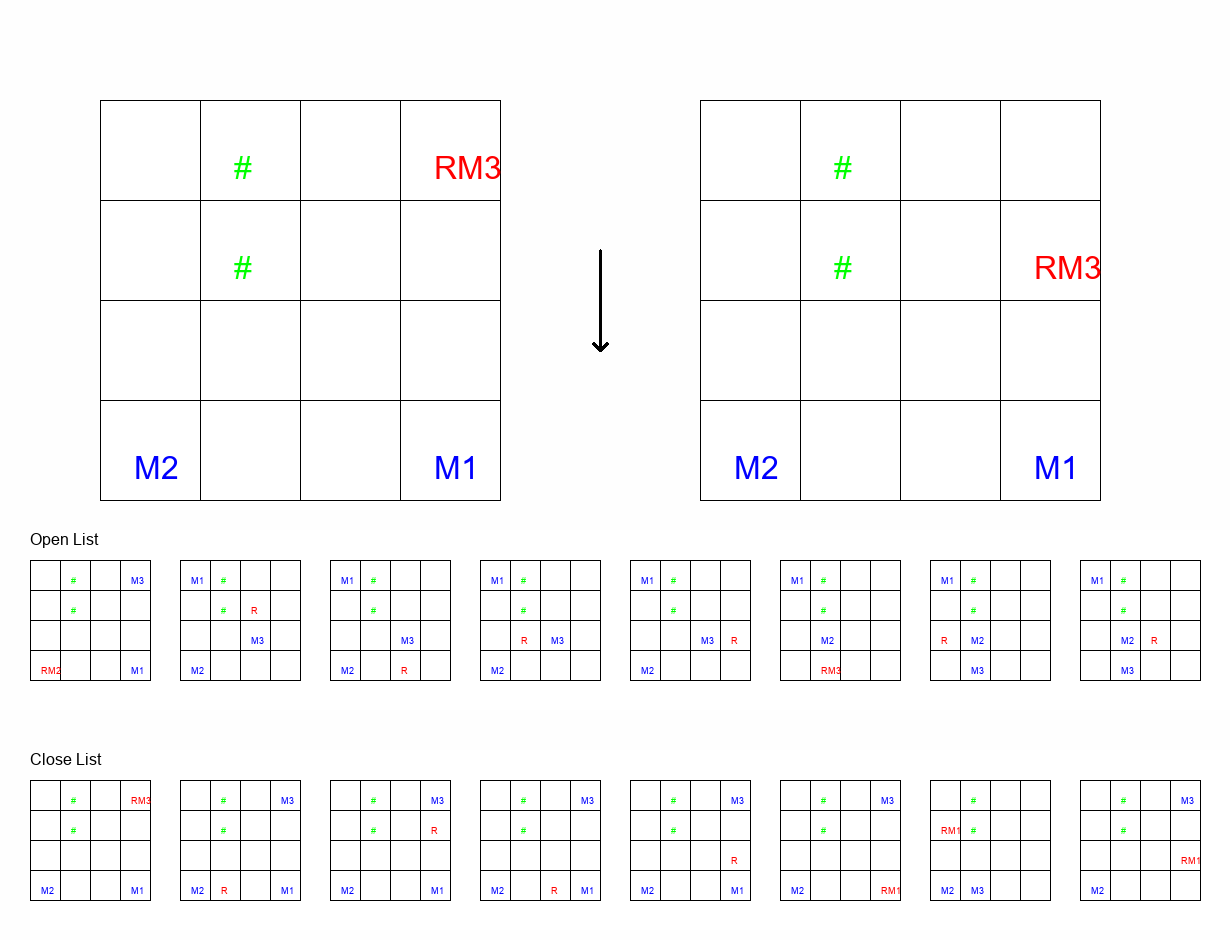 # RM3 #
# # RM3
M2 M1 M2 M1
Open List
# M3 M1 # M1 # M1 # M1 # M1 # M1 # M1 #
# # R # # # # # #
M3 M3 R M3 M3 R M2 R M2 M2 R
RM2 M1 M2 M2 R M2 M2 RM3 M3 M3
Close List
# RM3 # M3 # M3 # M3 # M3 # M3 # # M3
# # # R # # # RM1 # #
R RM1
M2 M1 M2 R M1 M2 M1 M2 R M1 M2 M1 M2 RM1 M2 M3 M2